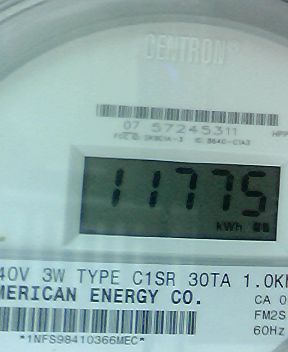 CENTRON®
07 57245311
11775
kWh
40V 3W TYPE C1SR 30TA 1.0Kh
MERICAN ENERGY CO.
CA 0
FM2S
60Hz
*1NFS98410366MEC*